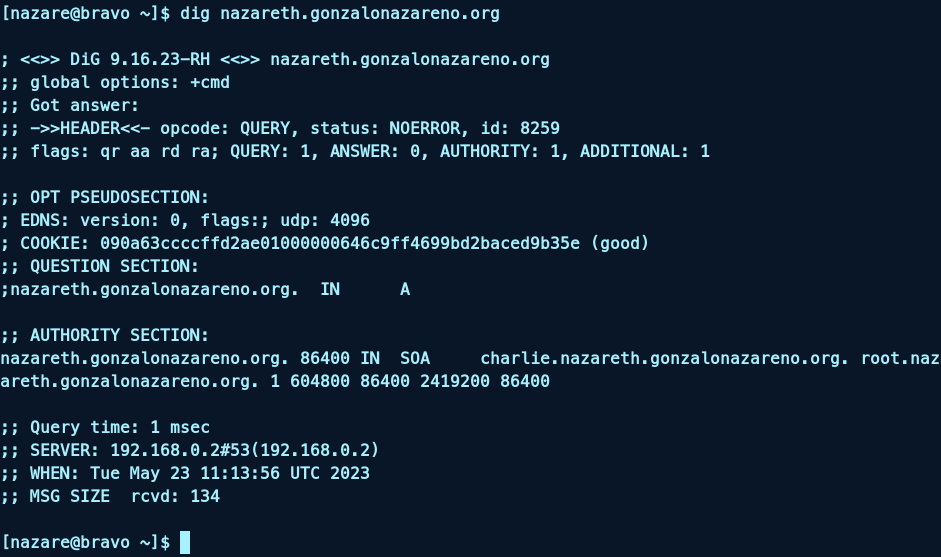 [nazare@bravo ~]$ dig nazareth.gonzalonazareno.org
; <<>> DiG 9.16.23-RH <<>> nazareth.gonzalonazareno.org
;; global options: +cmd
;; Got answer:
;; ->>HEADER<<- opcode: QUERY, status: NOERROR, id: 8259
;; flags: qr aa rd ra; QUERY: 1, ANSWER: 0, AUTHORITY: 1, ADDITIONAL: 1
;; OPT PSEUDOSECTION:
; EDNS: version: 0, flags:; udp: 4096
; COOKIE: 090a63ccccffd2ae01000000646c9ff4699bd2baced9b35e (good)
;; QUESTION SECTION:
;nazareth.gonzalonazareno.org.  IN      A
;; AUTHORITY SECTION:
nazareth.gonzalonazareno.org. 86400 IN  SOA     charlie.nazareth.gonzalonazareno.org. root.naz
areth.gonzalonazareno.org. 1 604800 86400 2419200 86400
;; Query time: 1 msec
;; SERVER: 192.168.0.2#53(192.168.0.2)
;; WHEN: Tue May 23 11:13:56 UTC 2023
;; MSG SIZE  rcvd: 134
[nazare@bravo ~]$